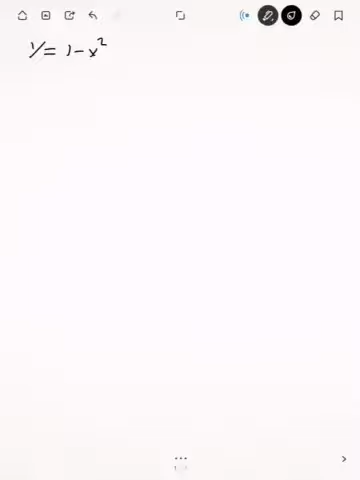 y = 1 - x²